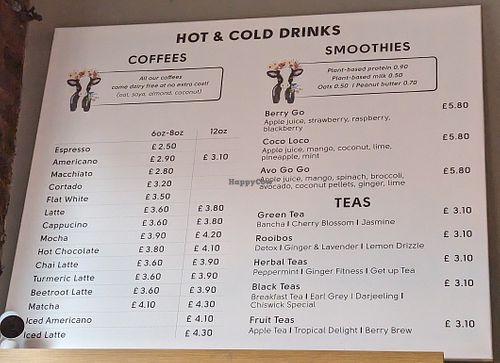 HOT & COLD DRINKS
COFFEES
All our coffees
come dairy free at no extra cost!
(oat, soya, almond, coconut)
6oz-8oz 12oz
Espresso £ 2.50
Americano £ 2.90 £ 3.10
Macchiato £ 2.80
Cortado £ 3.20
Flat White £ 3.50
Latte £ 3.60 £ 3.80
Cappucino £ 3.60 £ 3.80
Mocha £ 3.90 £ 4.20
Hot Chocolate £ 3.80 £ 4.10
Chai Latte £ 3.60 £ 3.90
Turmeric Latte £ 3.60 £ 3.90
Beetroot Latte £ 3.60 £ 3.90
Matcha £ 4.10 £ 4.30
Iced Americano £ 4.10
Iced Latte £ 4.30
SMOOTHIES
Plant-based protein 0.90
Plant-based milk 0.50
Oats 0.50 I Peanut butter 0.70
Berry Go £ 5.80
Apple juice, strawberry, raspberry,
blackberry
Coco Loco £ 5.80
Apple juice, mango, coconut, lime,
pineapple, mint
Avo Go Go £ 5.80
Apple juice, mango, spinach, broccoli,
avocado, coconut pellets, ginger, lime
TEAS
Green Tea £ 3.10
Bancha I Cherry Blossom I Jasmine
Rooibos £ 3.10
Detox I Ginger & Lavender I Lemon Drizzle
Herbal Teas £ 3.10
Peppermint I Ginger Fitness I Get up Tea
Black Teas £ 3.10
Breakfast Tea I Earl Grey I Darjeeling I
Chiswick Special
Fruit Teas £ 3.10
Apple Tea I Tropical Delight I Berry Brew
HappyCow